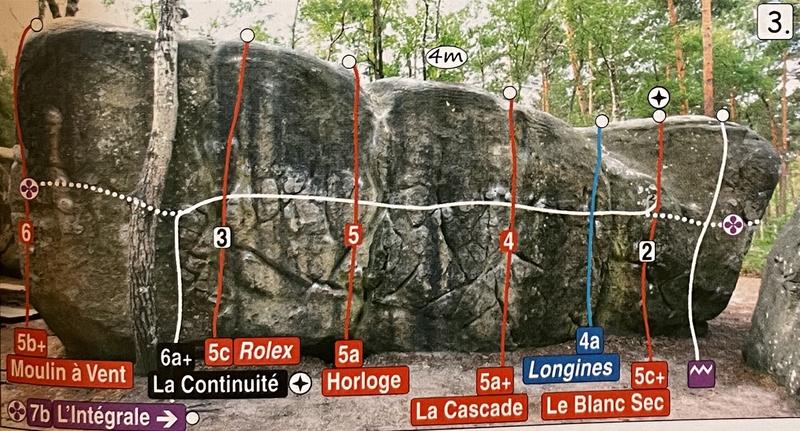 3.
4m
6
3
5
4
2
5b+
Moulin à Vent
6a+
La Continuité
5c Rolex
5a
Horloge
5a+
La Cascade
4a
Longines
5c+
Le Blanc Sec
7b L'Intégrale